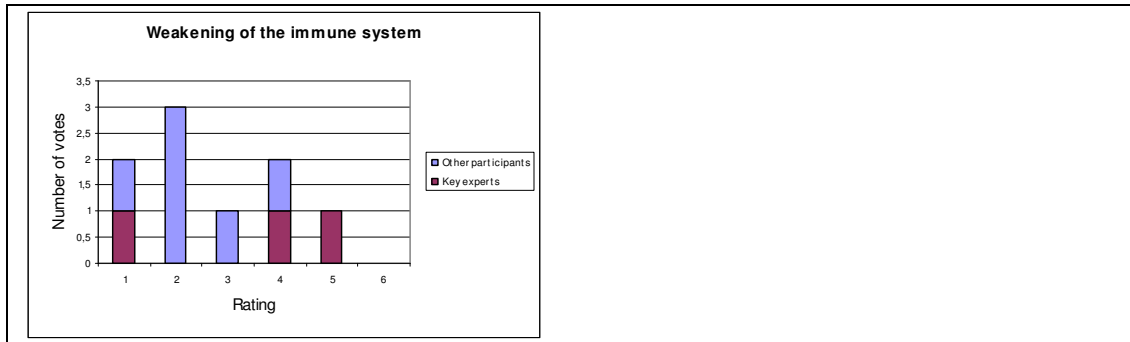 Weakening of the immune system
3,5
3
2,5
2
1,5
1
0,5
0
Number of votes
1 2 3 4 5 6
Rating
Other participants
Key experts